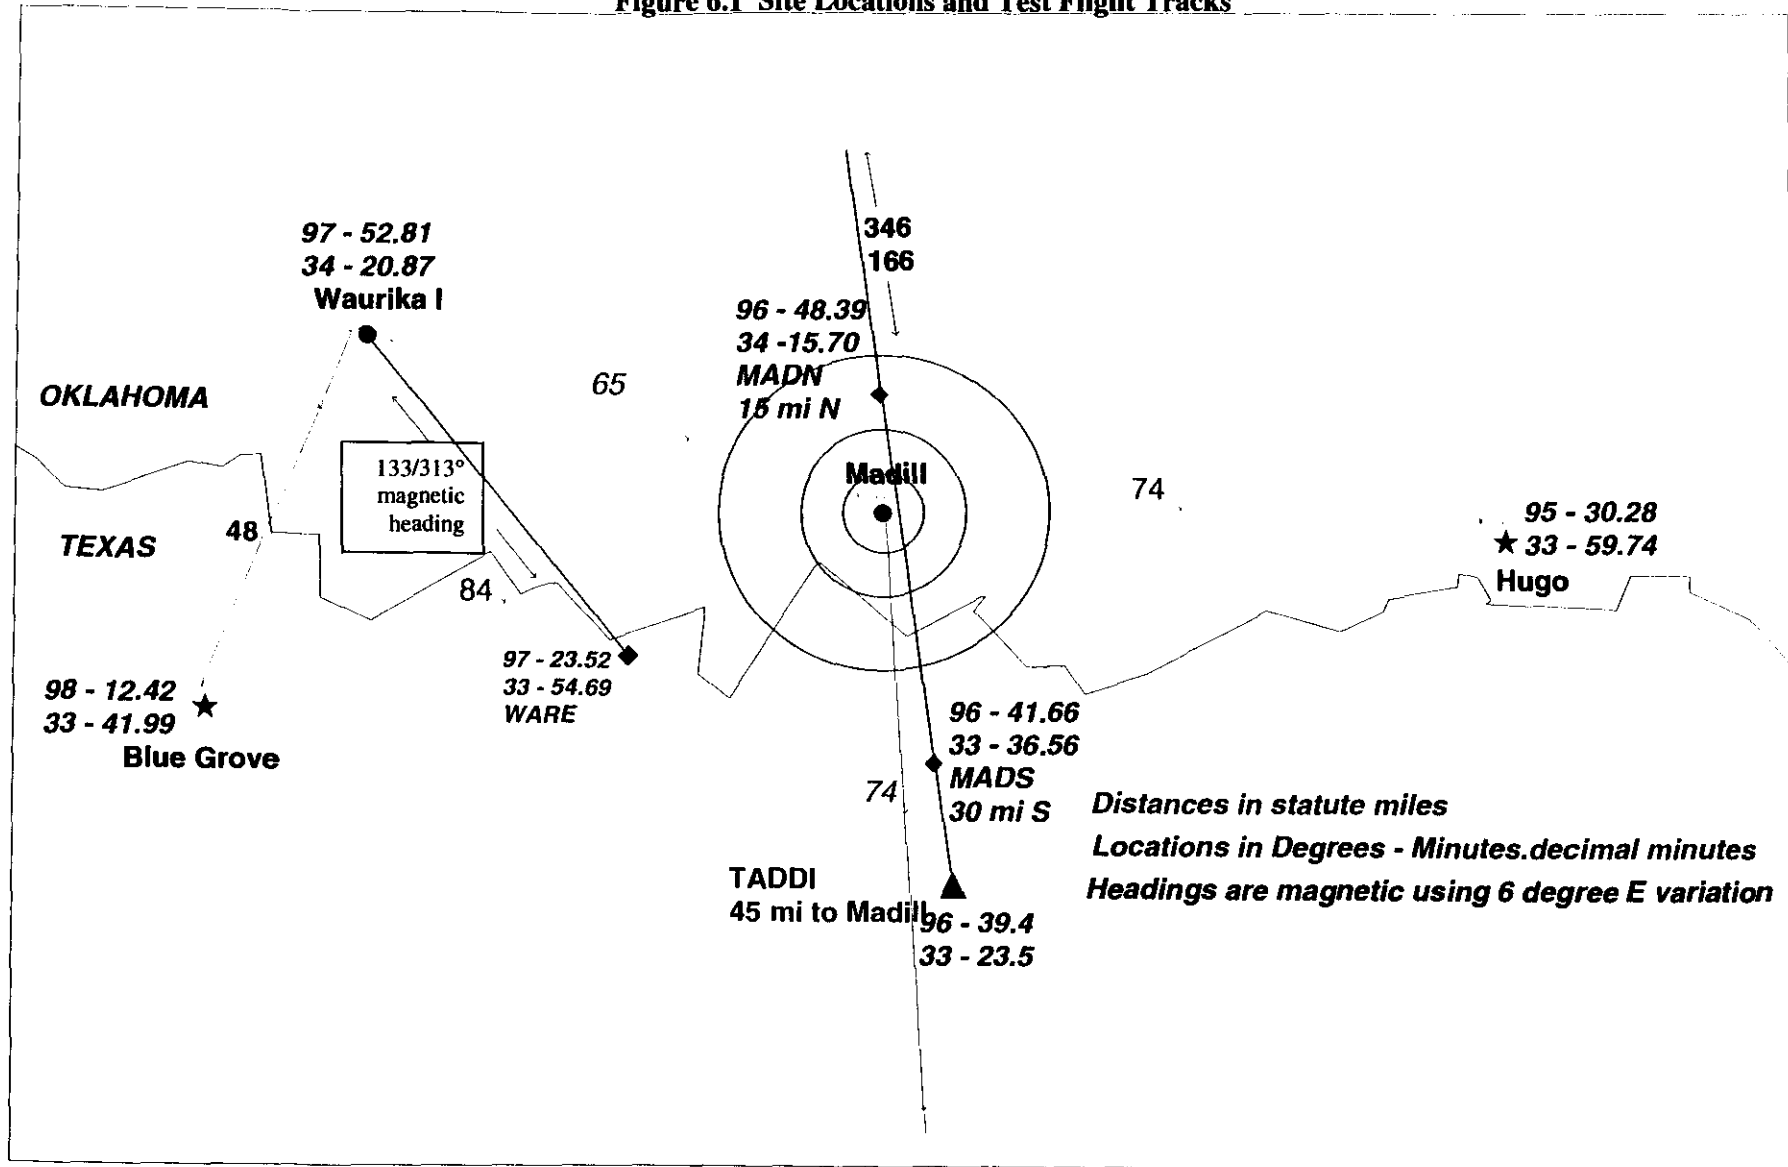 Figure 6.1 Site Locations and Test Flight Tracks
97 - 52.81
34 - 20.87
Waurika I
346
166
96 - 48.39
34 -15.70
MADN
15 mi N
65
OKLAHOMA
133/313°
magnetic
heading
Madill
74
95 - 30.28
33 - 59.74
Hugo
48
TEXAS
84
97 - 23.52
33 - 54.69
WARE
98 - 12.42
33 - 41.99
Blue Grove
96 - 41.66
33 - 36.56
MADS
30 mi S
74
Distances in statute miles
Locations in Degrees - Minutes.decimal minutes
Headings are magnetic using 6 degree E variation
TADDI
45 mi to Madill
96 - 39.4
33 - 23.5